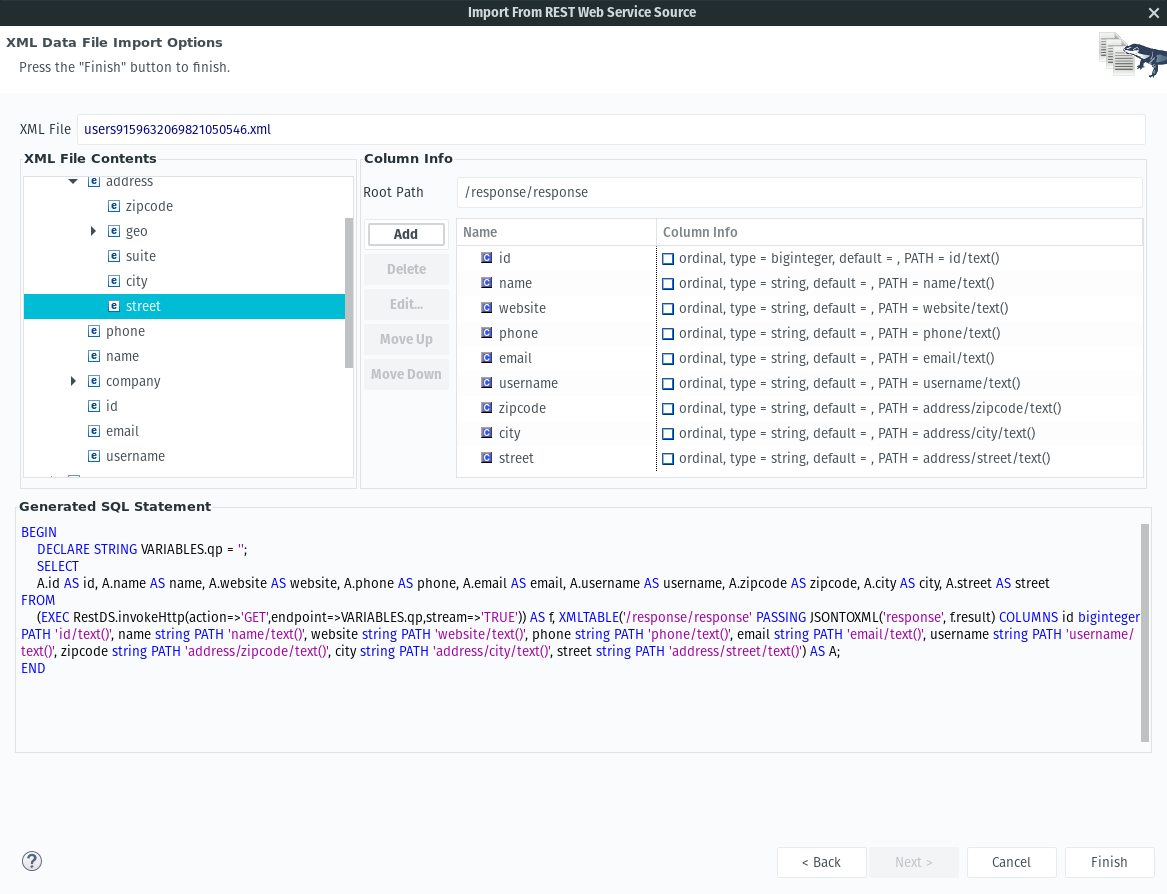 Import From REST Web Service Source
XML Data File Import Options
Press the "Finish" button to finish.
XML File
users9159632069821050546.xml
XML File Contents
address
zipcode
geo
suite
city
street
phone
name
company
id
email
username
Column Info
Root Path
/response/response
Add
Delete
Edit...
Move Up
Move Down
Name Column Info
id ordinal, type = biginteger, default = , PATH = id/text()
name ordinal, type = string, default = , PATH = name/text()
website ordinal, type = string, default = , PATH = website/text()
phone ordinal, type = string, default = , PATH = phone/text()
email ordinal, type = string, default = , PATH = email/text()
username ordinal, type = string, default = , PATH = username/text()
zipcode ordinal, type = string, default = , PATH = address/zipcode/text()
city ordinal, type = string, default = , PATH = address/city/text()
street ordinal, type = string, default = , PATH = address/street/text()
Generated SQL Statement
BEGIN
DECLARE STRING VARIABLES.qp = '';
SELECT
A.id AS id, A.name AS name, A.website AS website, A.phone AS phone, A.email AS email, A.username AS username, A.zipcode AS zipcode, A.city AS city, A.street AS street
FROM
(EXEC RestDS.invokeHttp(action=>'GET',endpoint=>VARIABLES.qp,stream=>'TRUE')) AS f, XMLTABLE('/response/response' PASSING JSONTOXML('response', f.result) COLUMNS id biginteger
PATH 'id/text()', name string PATH 'name/text()', website string PATH 'website/text()', phone string PATH 'phone/text()', email string PATH 'email/text()', username string PATH 'username/
text()', zipcode string PATH 'address/zipcode/text()', city string PATH 'address/city/text()', street string PATH 'address/street/text()') AS A;
END
?
< Back
Next >
Cancel
Finish